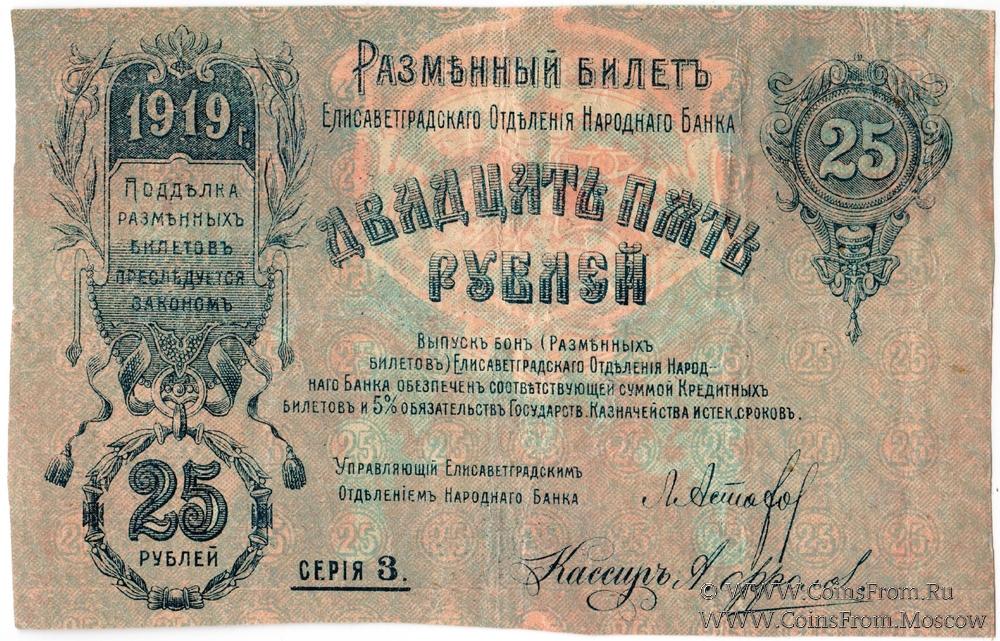 1919 г.
Поддѣлка
размѣнныхъ
билетовъ
преслѣдуется
закономъ
25
рублей
Размѣнный билетъ
Елисаветградскаго Отдѣленія Народнаго Банка
Двадцать пять
рублей
25
Выпускъ бонъ (Размѣнныхъ
билетовъ) Елисаветградскаго Отдѣленія Народ-
наго Банка обезпеченъ соотвѣтствующей суммой Кредитныхъ
билетовъ и 5% обязательствъ Государств. Казначейства истек. сроковъ.
Управляющій Елисаветградскимъ
Отдѣленіемъ Народнаго Банка
Серія 3.
Кассиръ
© WWW.CoinsFrom.Ru
WWW.CoinsFrom.Moscow